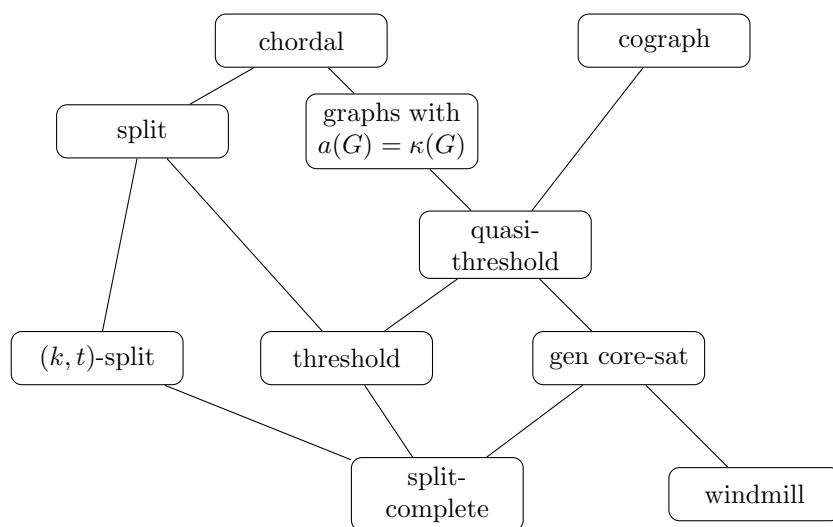 chordal
cograph
split
graphs with
a(G) = κ(G)
quasi-
threshold
(k, t)-split
threshold
gen core-sat
split-
complete
windmill